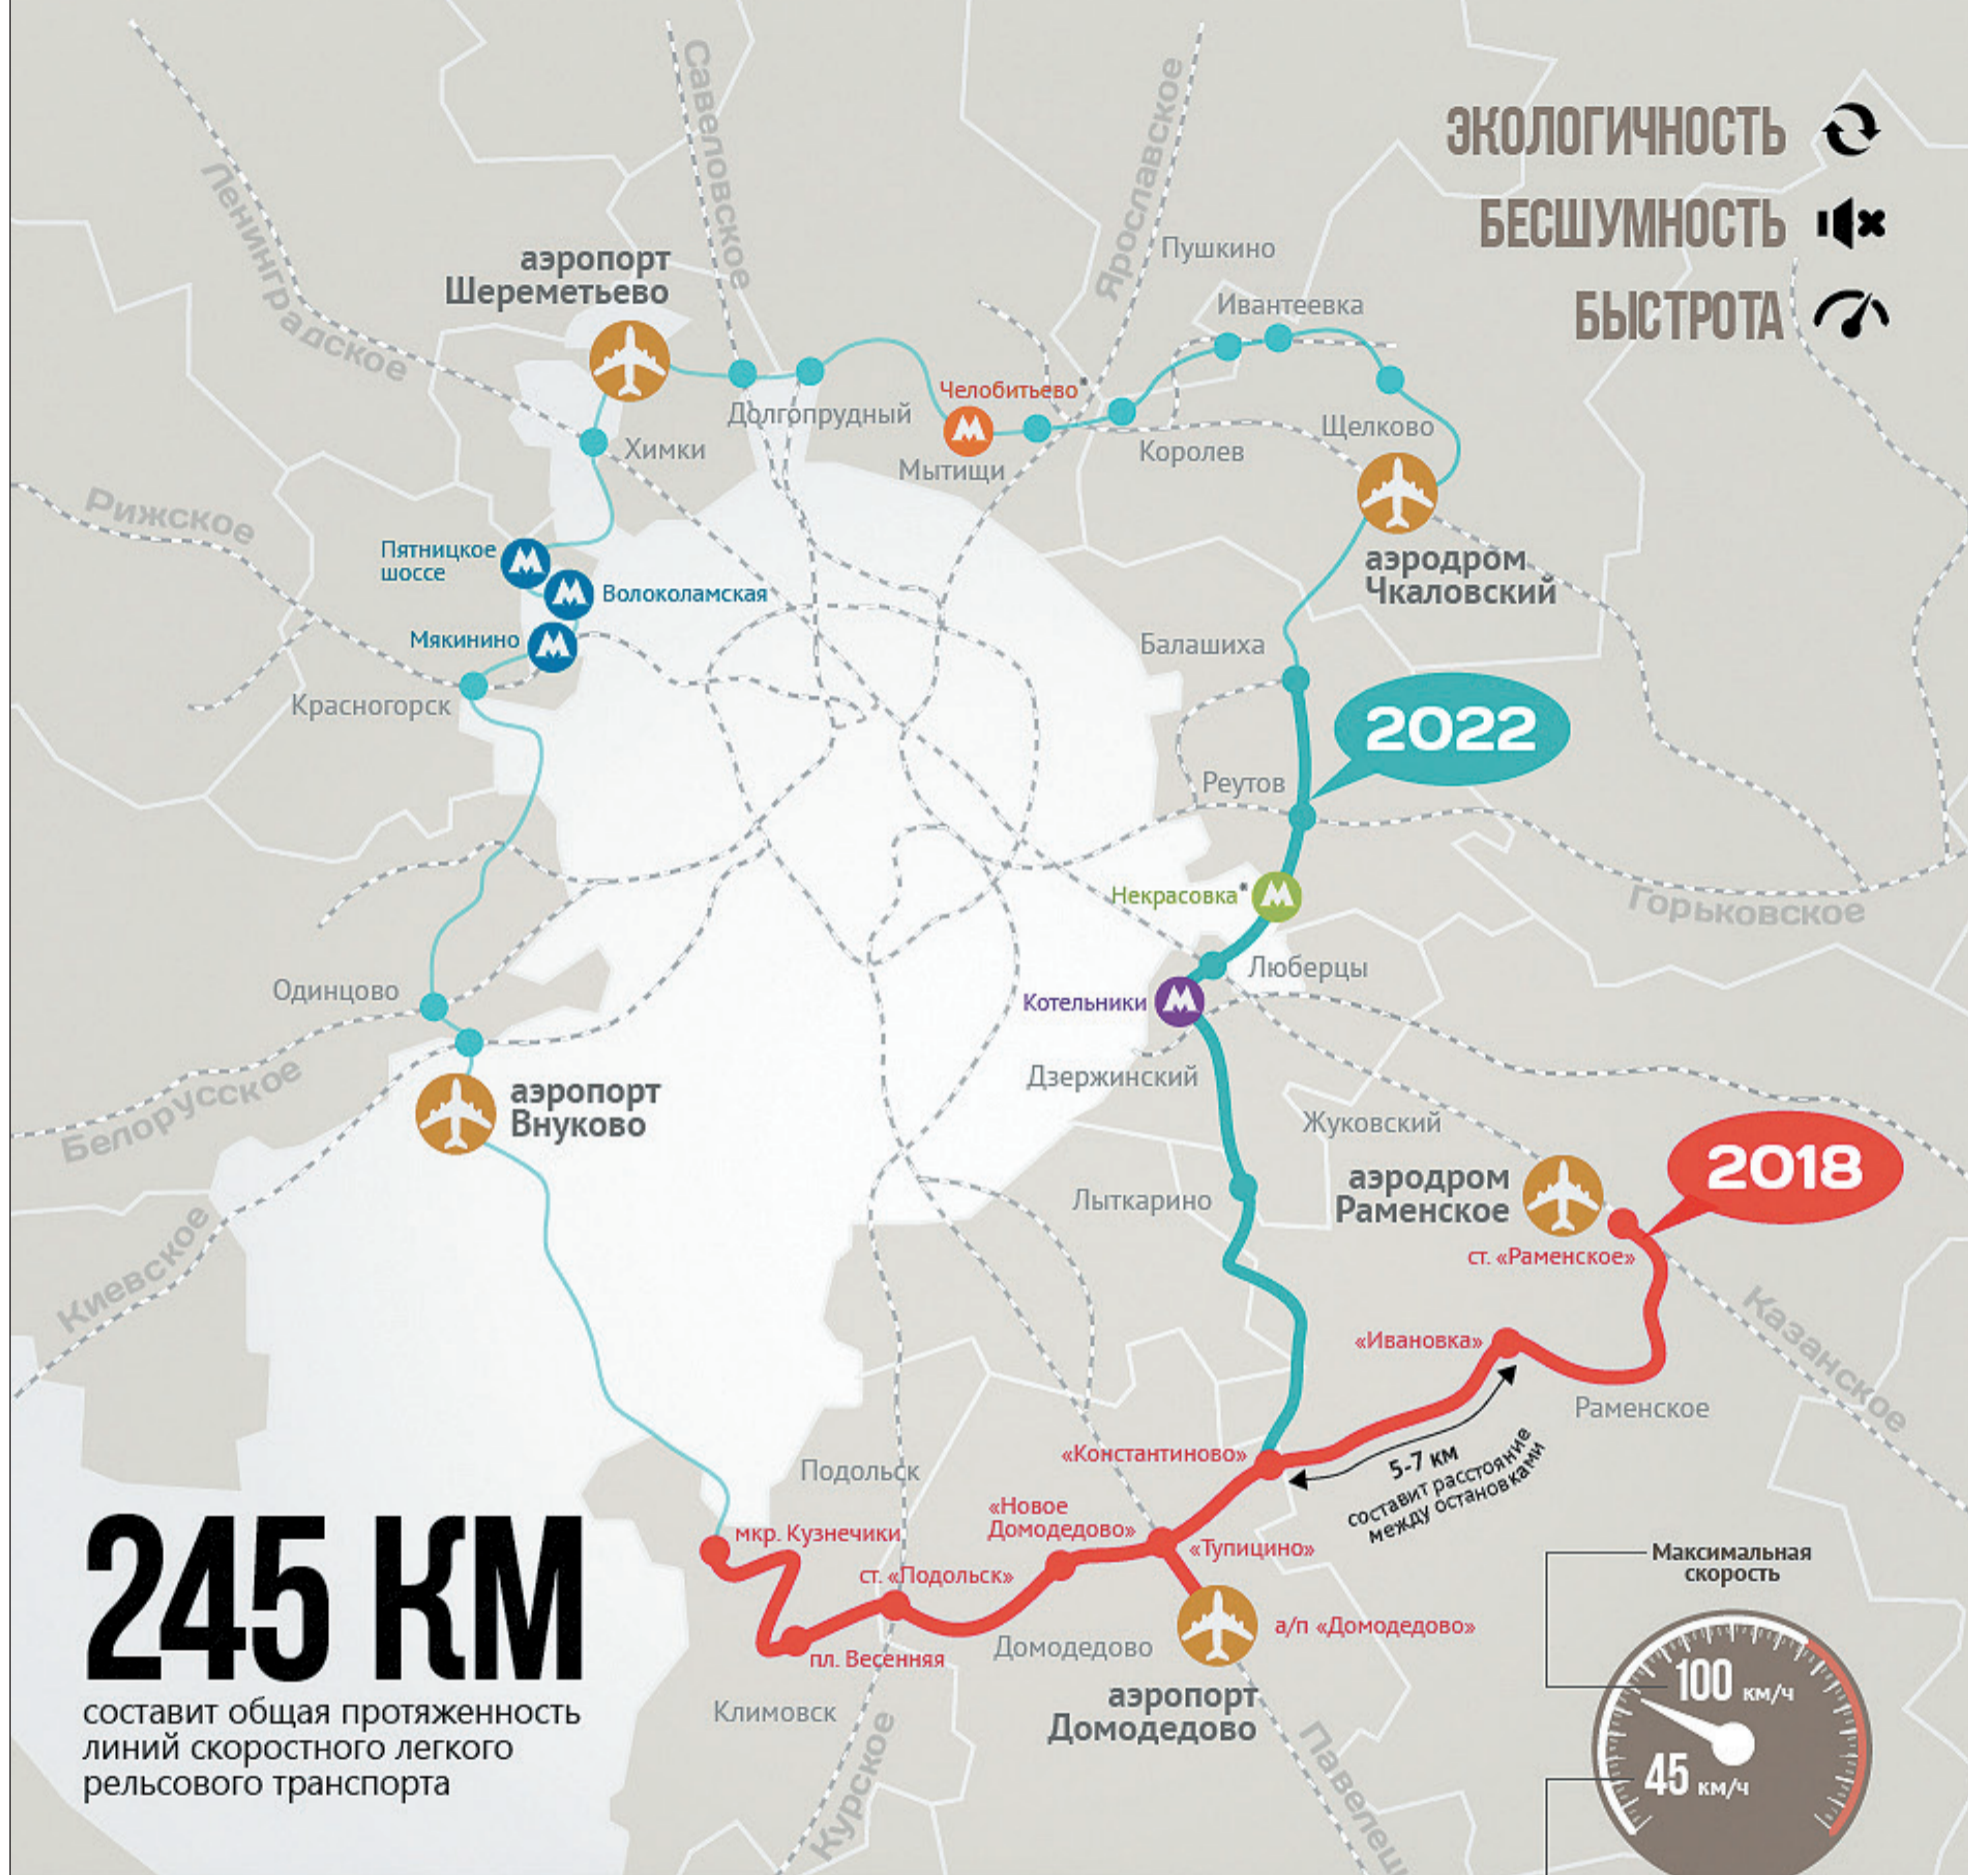 ЭКОЛОГИЧНОСТЬ
БЕСШУМНОСТЬ
БЫСТРОТА
Ленинградское
Савеловское
Ярославское
Пушкино
Ивантеевка
аэропорт
Шереметьево
Челобитьево*
Долгопрудный
Химки
Мытищи
Королев
Щелково
Рижское
Пятницкое
шоссе
Волоколамская
Мякинино
Красногорск
аэродром
Чкаловский
Балашиха
2022
Реутов
Некрасовка*
Горьковское
Люберцы
Котельники
Одинцово
Дзержинский
Белорусское
аэропорт
Внуково
Жуковский
аэродром
Раменское
2018
Лыткарино
ст. «Раменское»
Киевское
Казанское
«Ивановка»
Раменское
5-7 км
составит расстояние
между остановками
«Константиново»
Подольск
«Новое
Домодедово»
мкр. Кузнечики
«Тупицино»
ст. «Подольск»
а/п «Домодедово»
Домодедово
пл. Весенняя
аэропорт
Домодедово
Климовск
Курское
Павелец
245 КМ
составит общая протяженность
линий скоростного легкого
рельсового транспорта
Максимальная
скорость
100 км/ч
45 км/ч